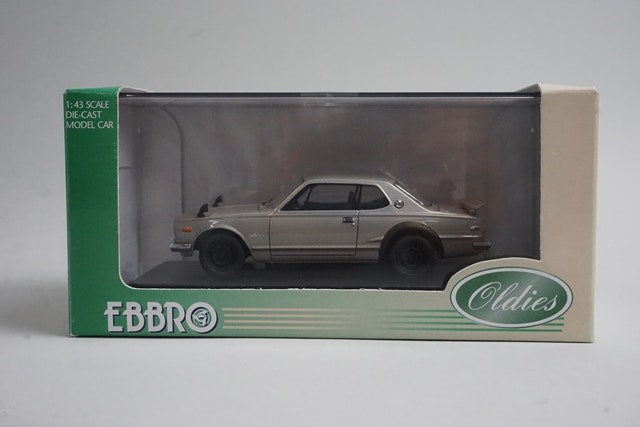 1:43 SCALE
DIE-CAST
MODEL CAR
EBBRO
Oldies